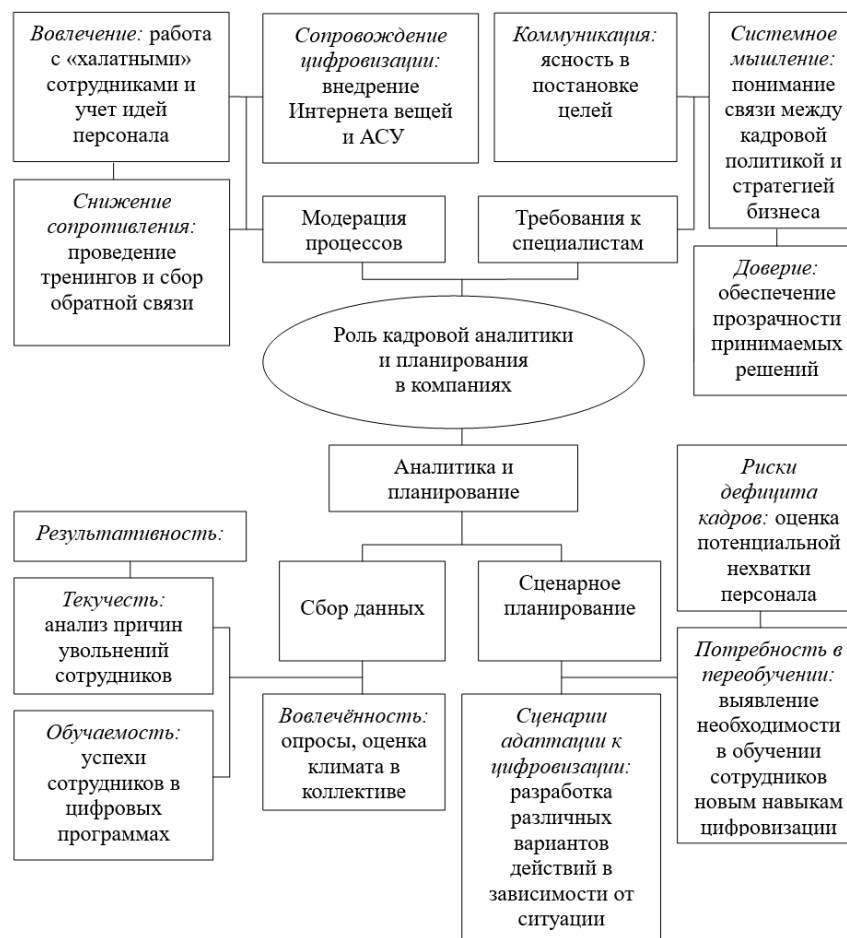 Вовлечение: работа
с «халатными»
сотрудниками и
учет идей
персонала
Сопровождение
цифровизации:
внедрение
Интернета вещей
и АСУ
Коммуникация:
ясность в
постановке
целей
Системное
мышление:
понимание
связи между
кадровой
политикой и
стратегией
бизнеса
Снижение
сопротивления:
проведение
тренингов и сбор
обратной связи
Модерация
процессов
Требования к
специалистам
Доверие:
обеспечение
прозрачности
принимаемых
решений
Роль кадровой аналитики
и планирования
в компаниях
Аналитика и
планирование
Риски
дефицита
кадров: оценка
потенциальной
нехватки
персонала
Результативность:
Текучесть:
анализ причин
увольнений
сотрудников
Сбор данных
Сценарное
планирование
Потребность в
переобучении:
выявление
необходимости
в обучении
сотрудников
новым навыкам
цифровизации
Обучаемость:
успехи
сотрудников в
цифровых
программах
Вовлечённость:
опросы, оценка
климата в
коллективе
Сценарии
адаптации к
цифровизации:
разработка
различных
вариантов
действий в
зависимости от
ситуации